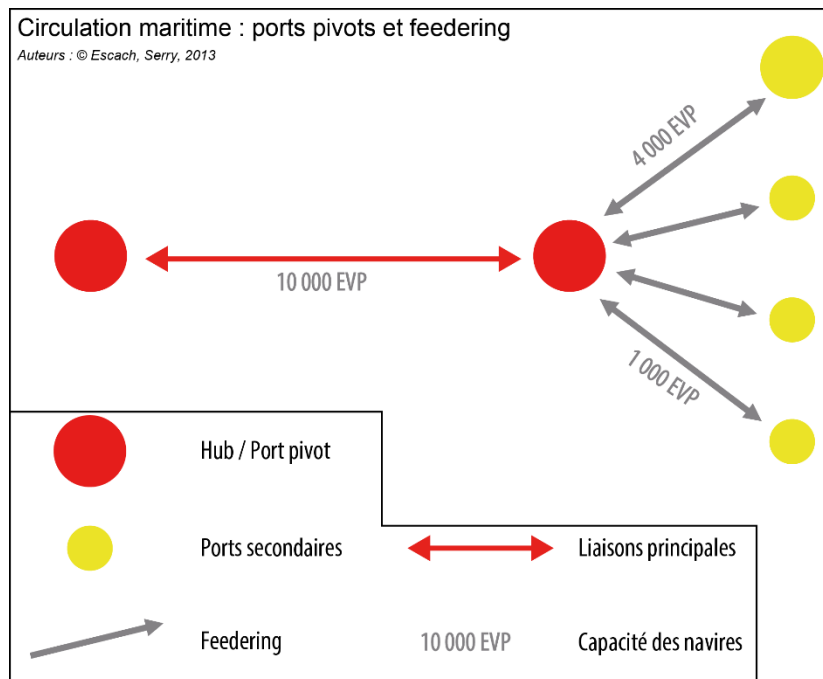 Circulation maritime : ports pivots et feedering
Auteurs : © Escach, Serry, 2013
4 000 EVP
10 000 EVP
1 000 EVP
Hub / Port pivot
Ports secondaires
Liaisons principales
Feedering
10 000 EVP
Capacité des navires